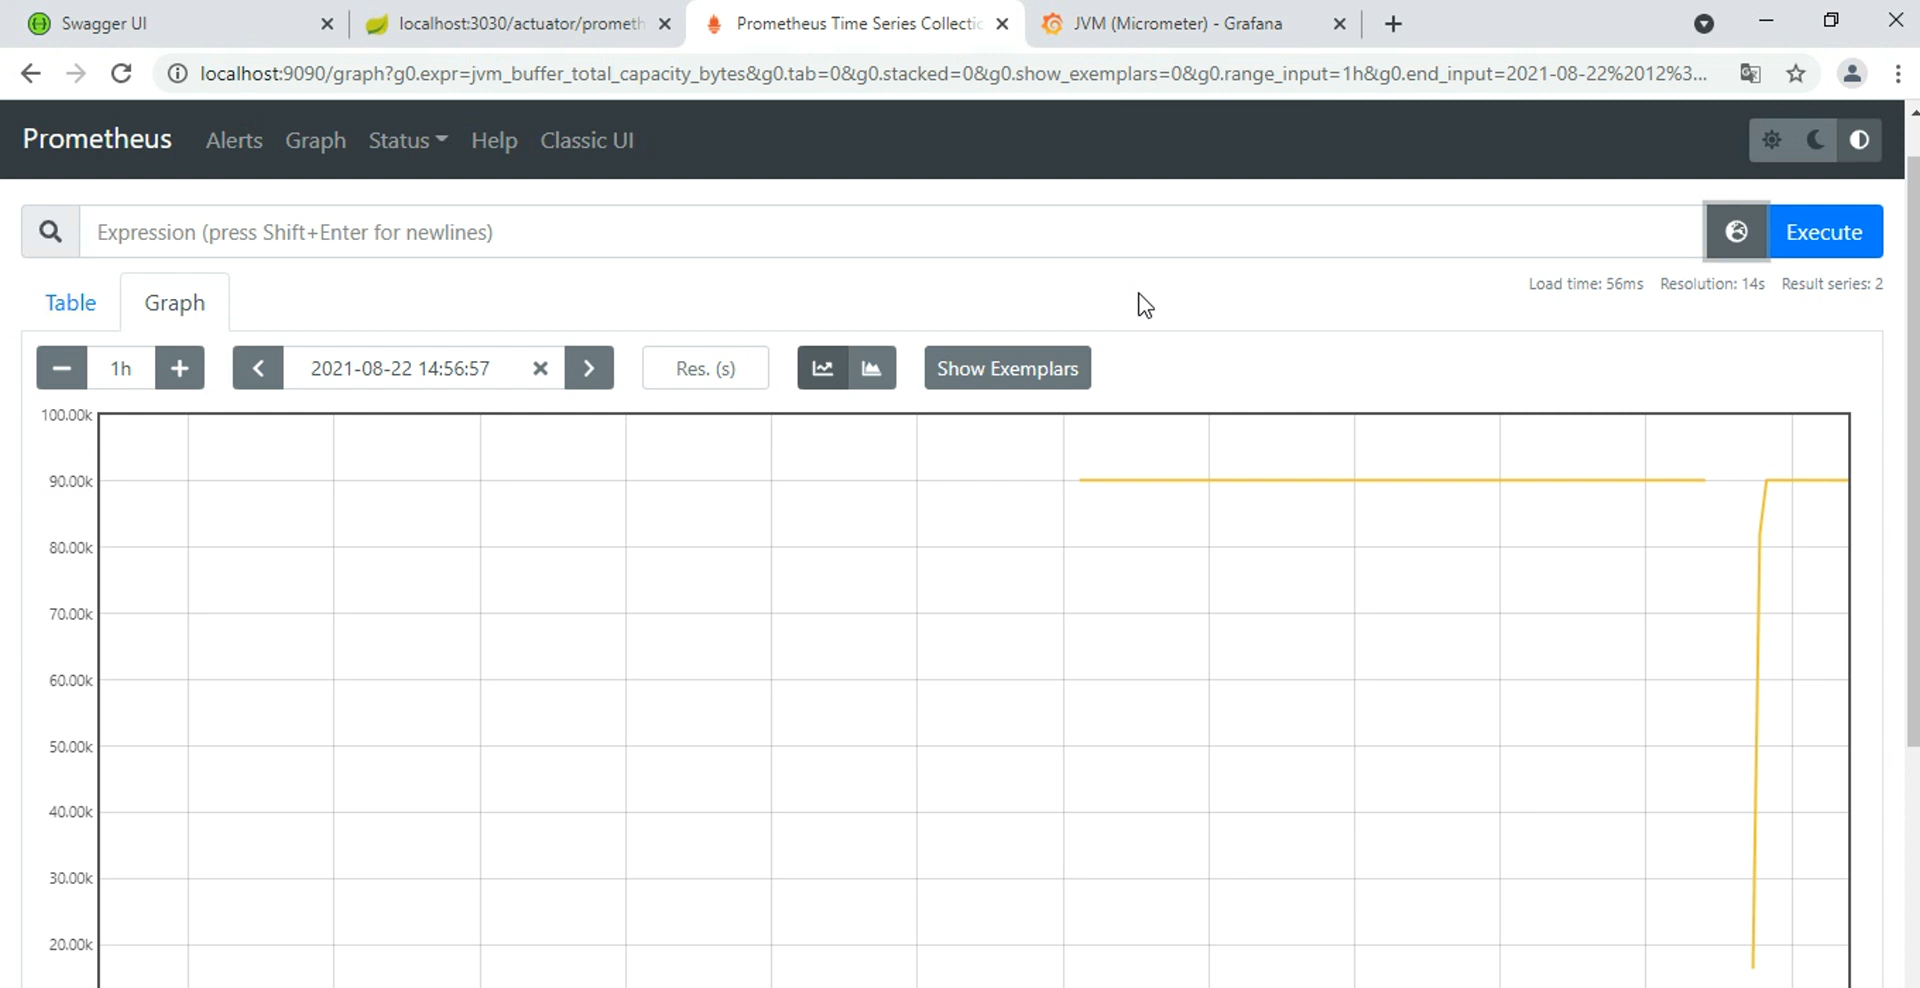 Swagger UI
localhost:3030/actuator/prometh
Prometheus Time Series Collectic
JVM (Micrometer) - Grafana
localhost:9090/graph?g0.expr=jvm_buffer_total_capacity_bytes&g0.tab=0&g0.stacked=0&g0.show_exemplars=0&g0.range_input=1h&g0.end_input=2021-08-22%2012%3...
Prometheus Alerts Graph Status Help Classic UI
Expression (press Shift+Enter for newlines) Execute
Load time: 56ms Resolution: 14s Result series: 2
Table Graph
1h 2021-08-22 14:56:57 Res. (s) Show Exemplars
100.00k
90.00k
80.00k
70.00k
60.00k
50.00k
40.00k
30.00k
20.00k